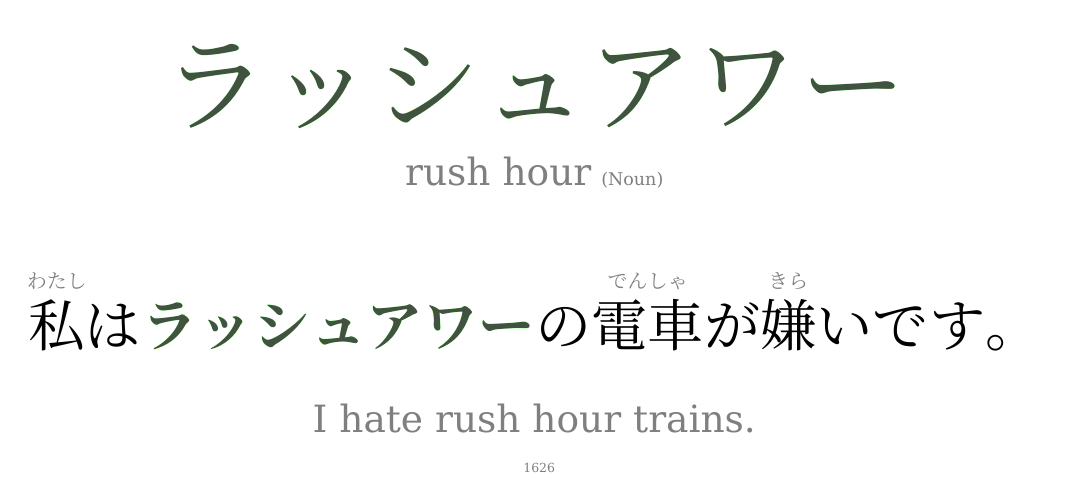 ラッシュアワー
rush hour (Noun)
わたし でんしゃ きら
私はラッシュアワーの電車が嫌いです。
I hate rush hour trains.
1626